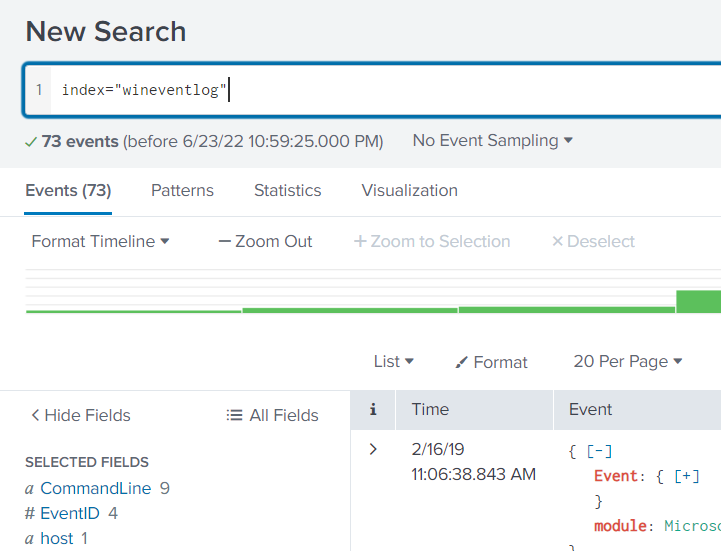 New Search
1 index="wineventlog"
73 events (before 6/23/22 10:59:25.000 PM) No Event Sampling
Events (73) Patterns Statistics Visualization
Format Timeline — Zoom Out + Zoom to Selection × Deselect
List Format 20 Per Page
< Hide Fields All Fields
i Time Event
SELECTED FIELDS
a CommandLine 9
# EventID 4
a host 1
> 2/16/19
11:06:38.843 AM
{ [-]
Event: { [+]
}
module:
}